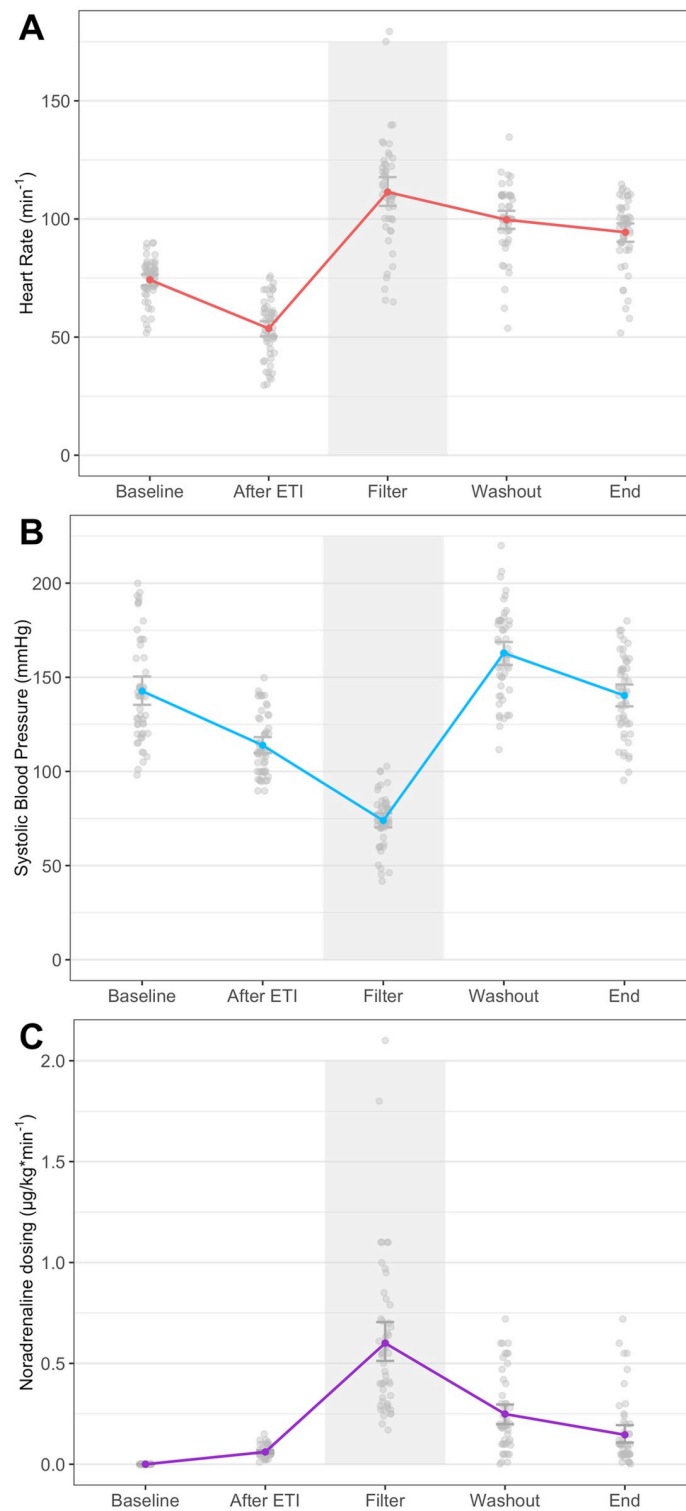 A
Heart Rate (min⁻¹)
150
100
50
0
Baseline After ETI Filter Washout End
B
Systolic Blood Pressure (mmHg)
200
150
100
50
0
Baseline After ETI Filter Washout End
C
Noradrenaline dosing (µg/kg*min⁻¹)
2.0
1.5
1.0
0.5
0.0
Baseline After ETI Filter Washout End